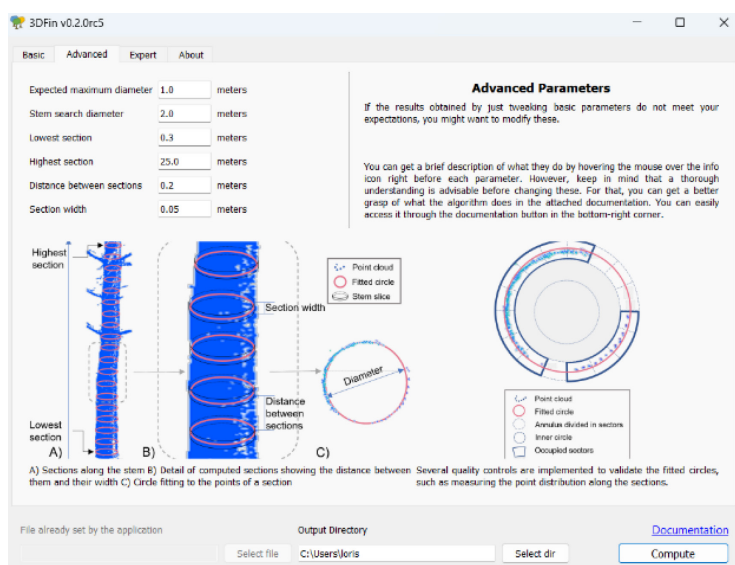 3DFin v0.2.0rc5
Basic Advanced Expert About
Expected maximum diameter 1.0 meters
Stem search diameter 2.0 meters
Lowest section 0.3 meters
Highest section 25.0 meters
Distance between sections 0.2 meters
Section width 0.05 meters
Advanced Parameters
If the results obtained by just tweaking basic parameters do not meet your
expectations, you might want to modify these.
You can get a brief description of what they do by hovering the mouse over the info
icon right before each parameter. However, keep in mind that a thorough
understanding is advisable before changing these. For that, you can get a better
grasp of what the algorithm does in the attached documentation. You can easily
access it through the documentation button in the bottom-right corner.
Highest
section
Lowest
section
A)
B)
Section width
Distance
between
sections
Point cloud
Fitted circle
Stem slice
Diameter
C)
Point cloud
Fitted circle
Annulus divided in sectors
Inner circle
Occupied sectors
A) Sections along the stem B) Detail of computed sections showing the distance between
them and their width C) Circle fitting to the points of a section
Several quality controls are implemented to validate the fitted circles,
such as measuring the point distribution along the sections.
File already set by the application
Select file
Output Directory
C:\Users\loris
Select dir
Documentation
Compute